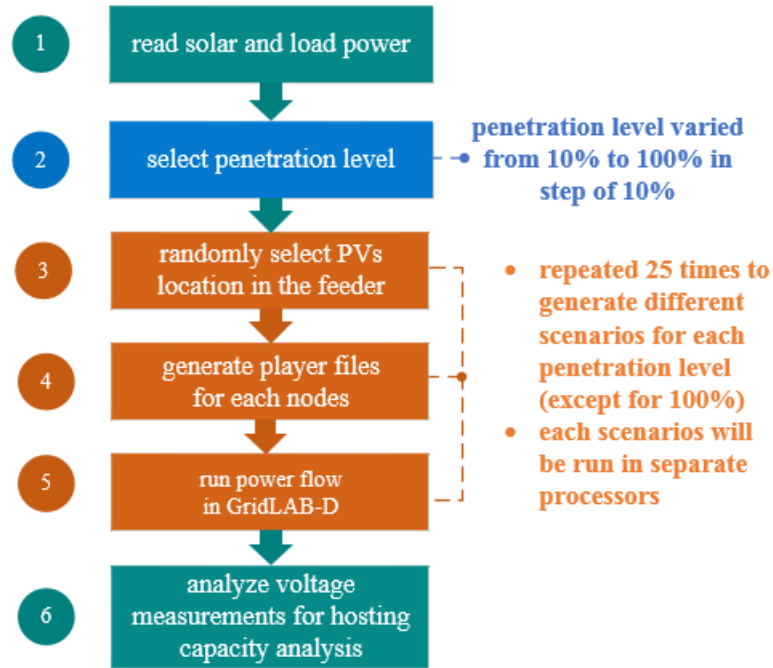 1
read solar and load power
2
select penetration level
penetration level varied
from 10% to 100% in
step of 10%
3
randomly select PVs
location in the feeder
4
generate player files
for each nodes
5
run power flow
in GridLAB-D
• repeated 25 times to
generate different
scenarios for each
penetration level
(except for 100%)
• each scenarios will
be run in separate
processors
6
analyze voltage
measurements for hosting
capacity analysis